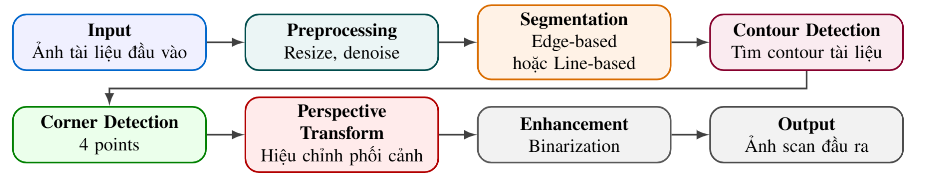 Input
Ảnh tài liệu đầu vào
Preprocessing
Resize, denoise
Segmentation
Edge-based
hoặc Line-based
Contour Detection
Tìm contour tài liệu
Corner Detection
4 points
Perspective
Transform
Hiệu chỉnh phối cảnh
Enhancement
Binarization
Output
Ảnh scan đầu ra